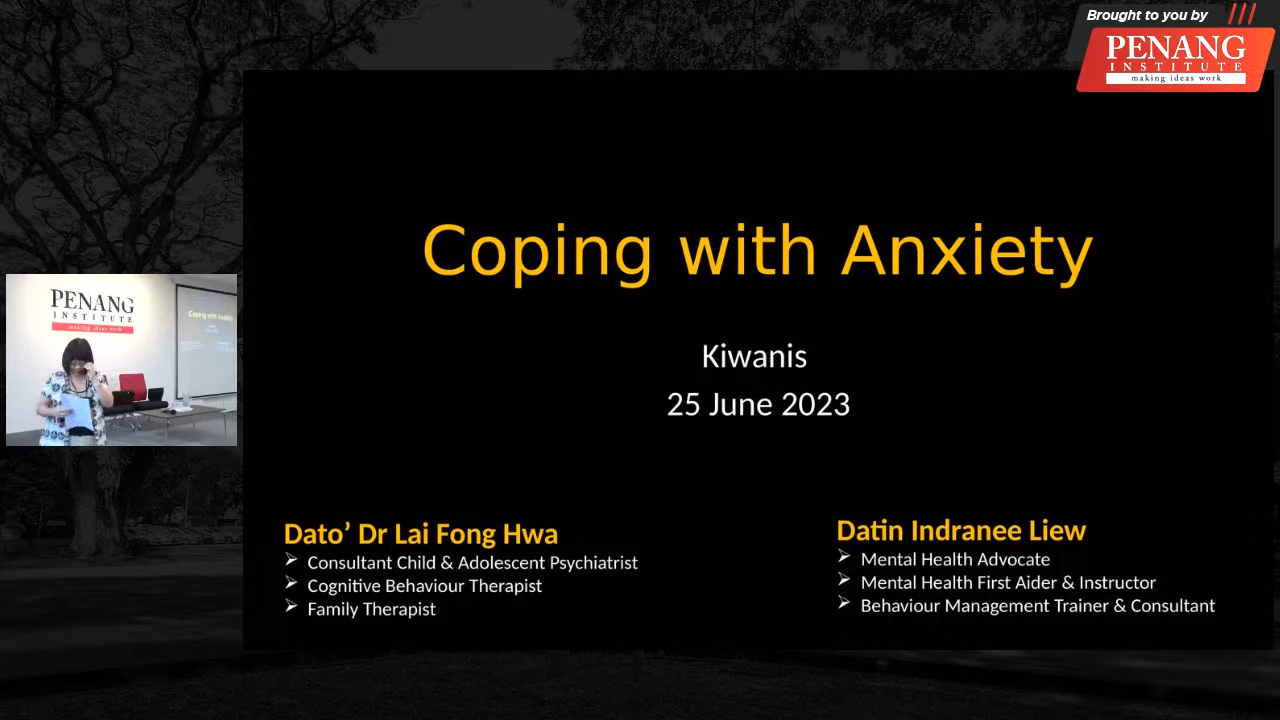 Brought to you by
PENANG
INSTITUTE
making ideas work
Coping with Anxiety
Kiwanis
25 June 2023
PENANG
INSTITUTE
making ideas work
Coping with Anxiety
Dato’ Dr Lai Fong Hwa
Consultant Child & Adolescent Psychiatrist
Cognitive Behaviour Therapist
Family Therapist
Datin Indranee Liew
Mental Health Advocate
Mental Health First Aider & Instructor
Behaviour Management Trainer & Consultant